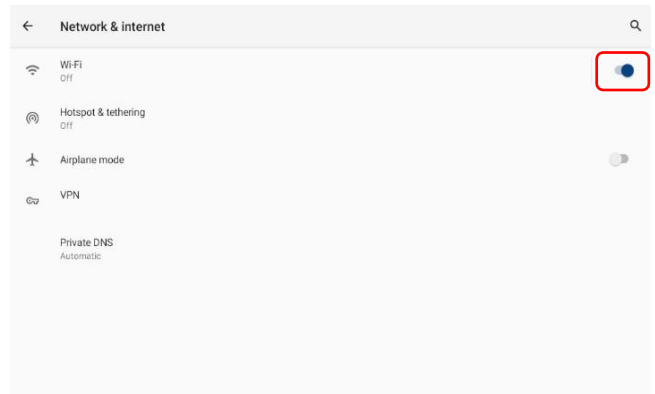 Network & internet
Wi-Fi
Off
Hotspot & tethering
Off
Airplane mode
VPN
Private DNS
Automatic